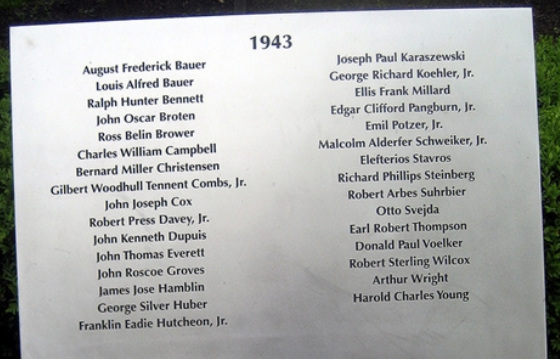 1943
August Frederick Bauer
Louis Alfred Bauer
Ralph Hunter Bennett
John Oscar Broten
Ross Belin Brower
Charles William Campbell
Bernard Miller Christensen
Gilbert Woodhull Tennent Combs, Jr.
John Joseph Cox
Robert Press Davey, Jr.
John Kenneth Dupuis
John Thomas Everett
John Roscoe Groves
James Jose Hamblin
George Silver Huber
Franklin Eadie Hutcheon, Jr.
Joseph Paul Karaszewski
George Richard Koehler, Jr.
Ellis Frank Millard
Edgar Clifford Pangburn, Jr.
Emil Potzer, Jr.
Malcolm Alderfer Schweiker, Jr.
Elefterios Stavros
Richard Phillips Steinberg
Robert Arbes Suhrbier
Otto Svejda
Earl Robert Thompson
Donald Paul Voelker
Robert Sterling Wilcox
Arthur Wright
Harold Charles Young